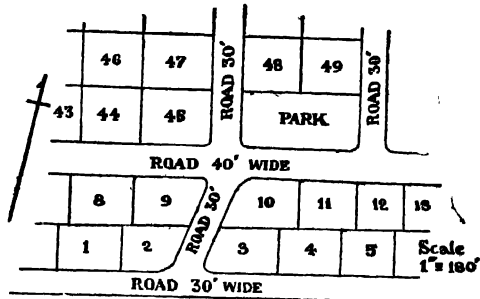 46 47 ROAD 30' 48 49 ROAD 30'
43 44 45 PARK
ROAD 40' WIDE
8 9 ROAD 30' 10 11 12 13
1 2 3 4 5 Scale
1"=180'
ROAD 30' WIDE